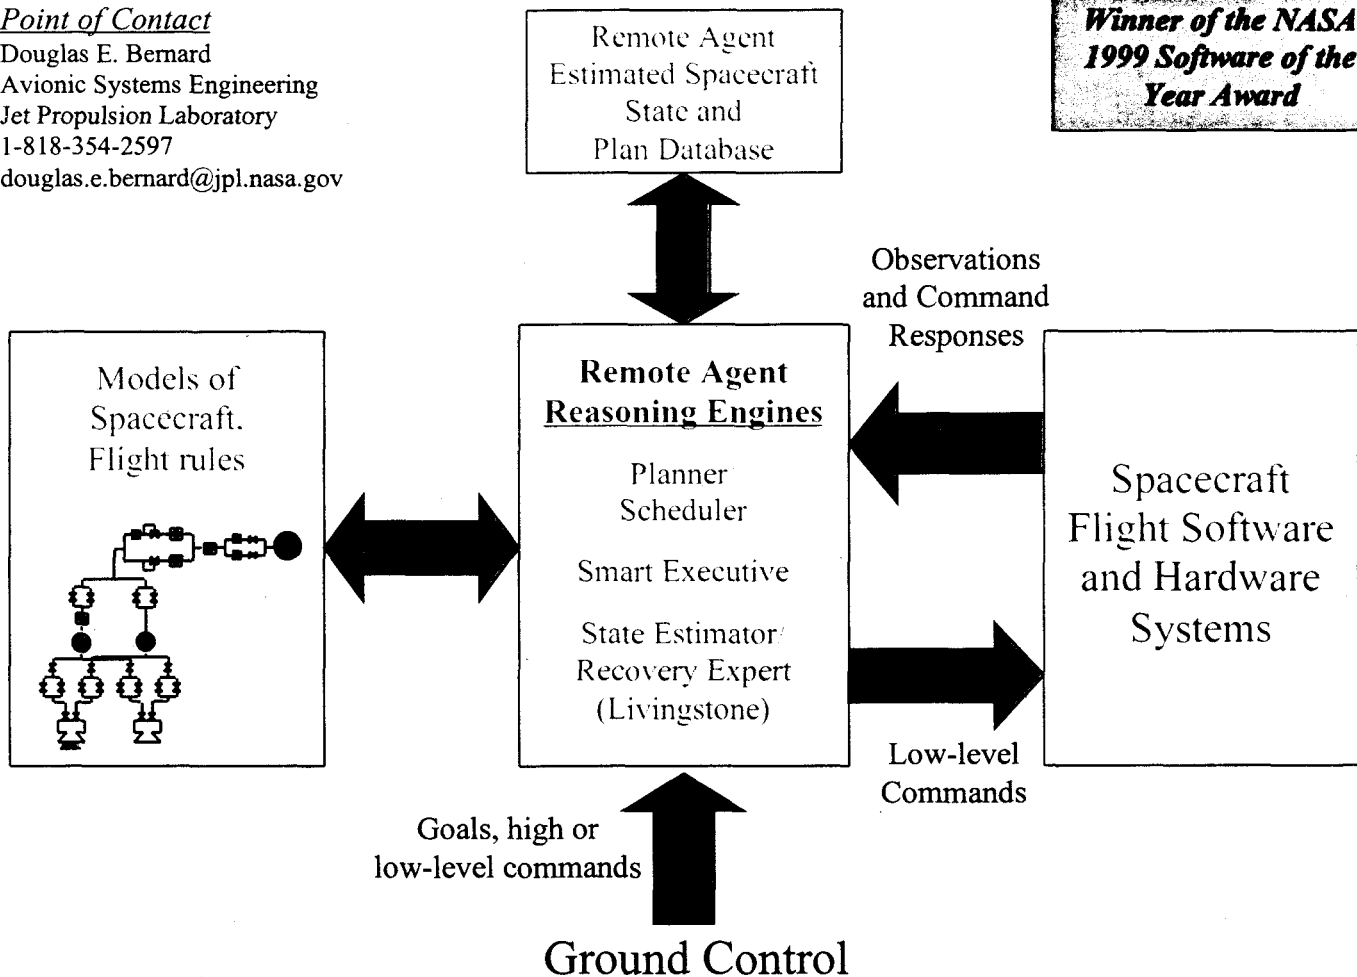 Point of Contact
Douglas E. Bernard
Avionic Systems Engineering
Jet Propulsion Laboratory
1-818-354-2597
douglas.e.bernard@jpl.nasa.gov
Remote Agent
Estimated Spacecraft
State and
Plan Database
Winner of the NASA
1999 Software of the
Year Award
Observations
and Command
Responses
Models of
Spacecraft.
Flight rules
Remote Agent
Reasoning Engines
Planner
Scheduler
Smart Executive
State Estimator/
Recovery Expert
(Livingstone)
Spacecraft
Flight Software
and Hardware
Systems
Low-level
Commands
Goals, high or
low-level commands
Ground Control